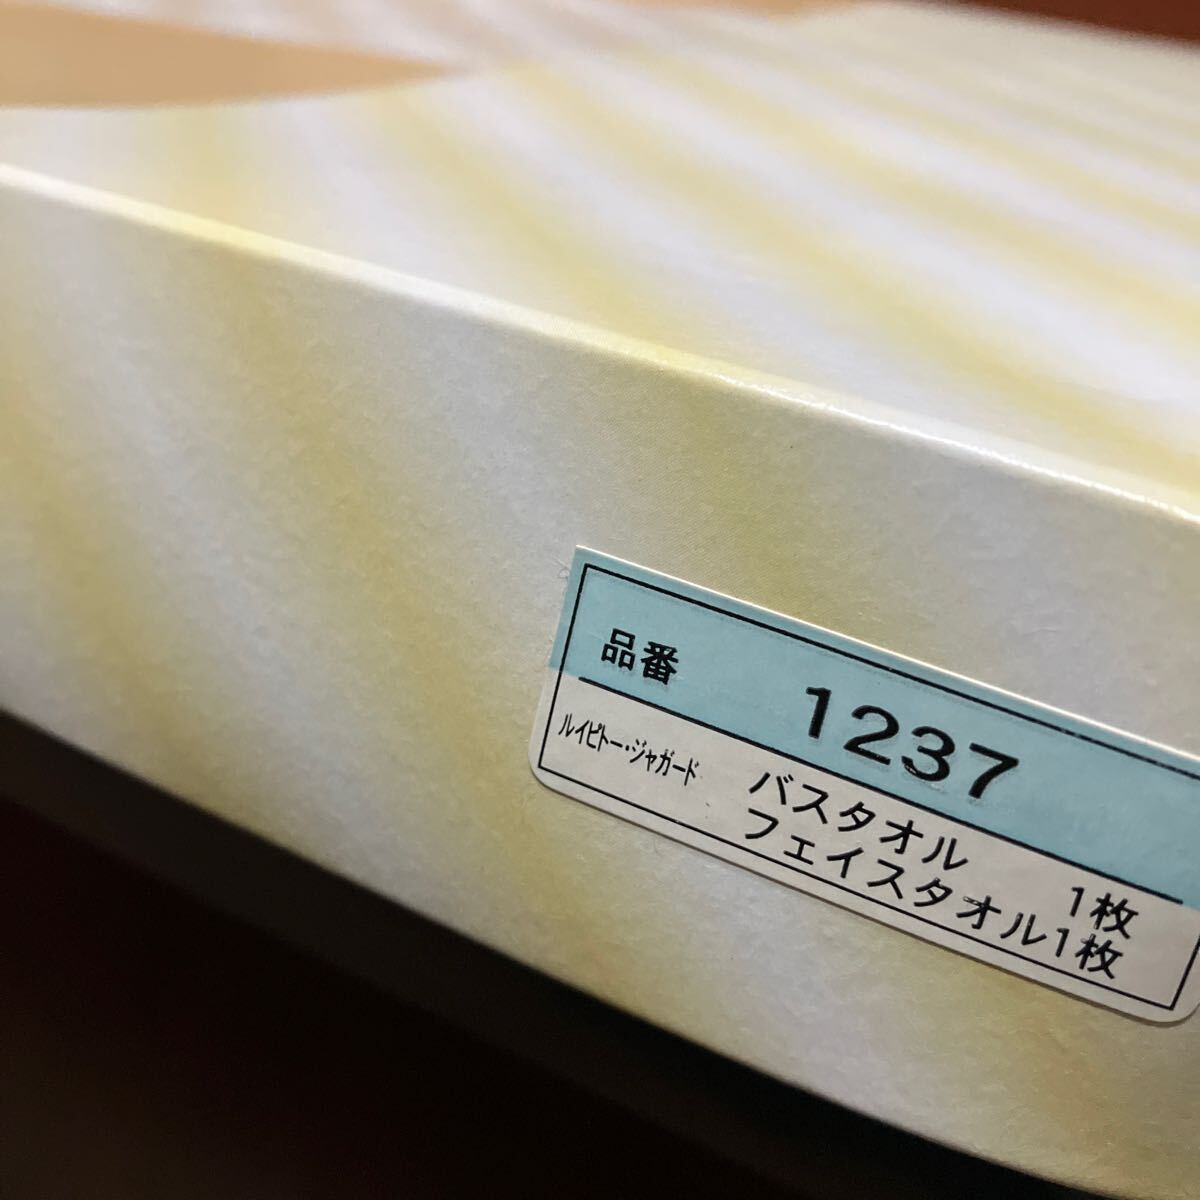 品番 1237
ルイピトー・ジャガード バスタオル 1枚
フェイスタオル1枚